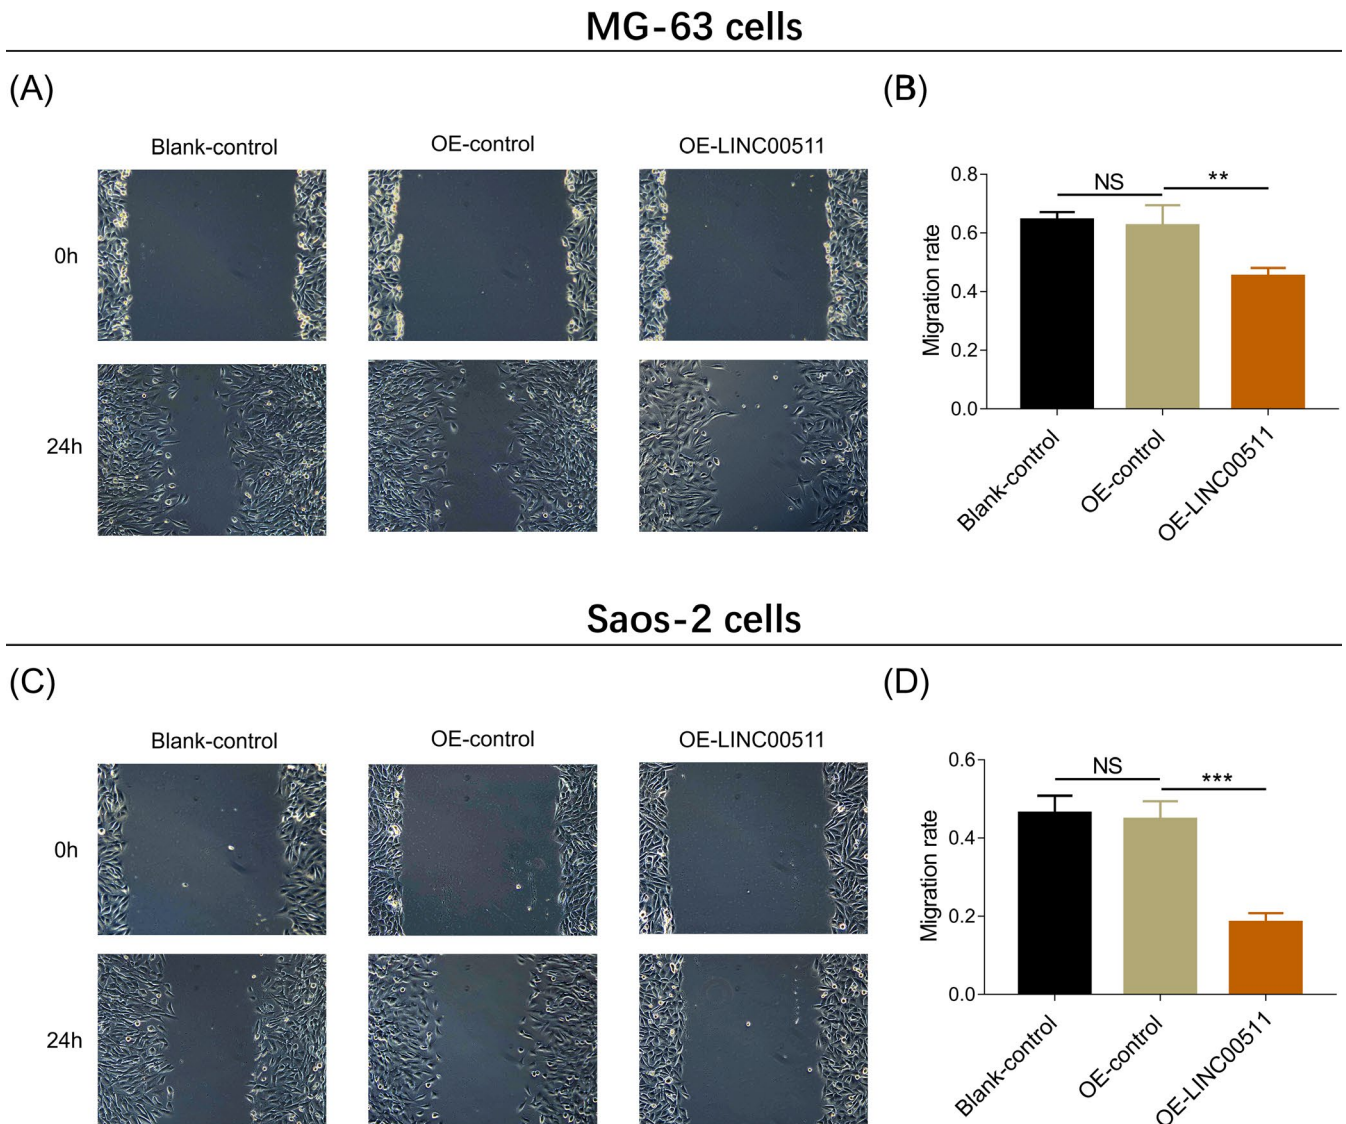 MG-63 cells
(A)
(B)
Blank-control
OE-control
OE-LINC00511
0h
24h
NS
**
0.8
0.6
0.4
0.2
0.0
Migration rate
Blank-control
OE-control
OE-LINC00511
Saos-2 cells
(C)
(D)
Blank-control
OE-control
OE-LINC00511
0h
24h
NS
***
0.6
0.4
0.2
0.0
Migration rate
Blank-control
OE-control
OE-LINC00511